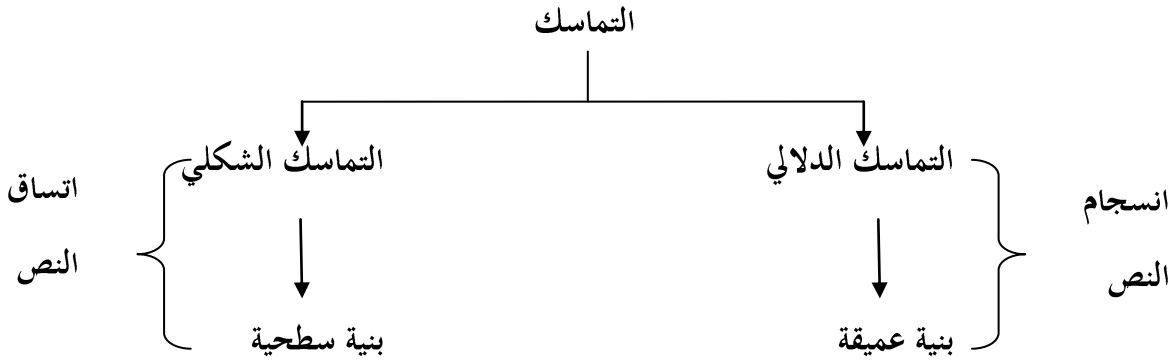 التماسك
التماسك الدلالي
التماسك الشكلي
انسجام
النص
اتساق
النص
بنية عميقة
بنية سطحية